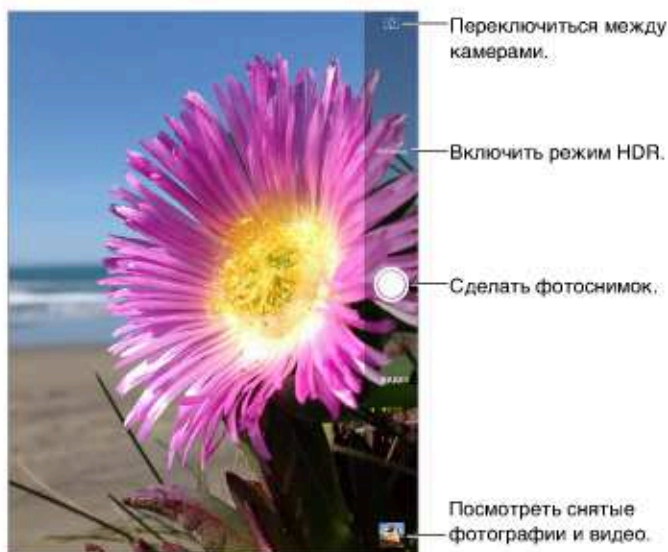 Переключиться между
камерами.
Включить режим HDR.
Сделать фотоснимок.
Посмотреть снятые
фотографии и видео.